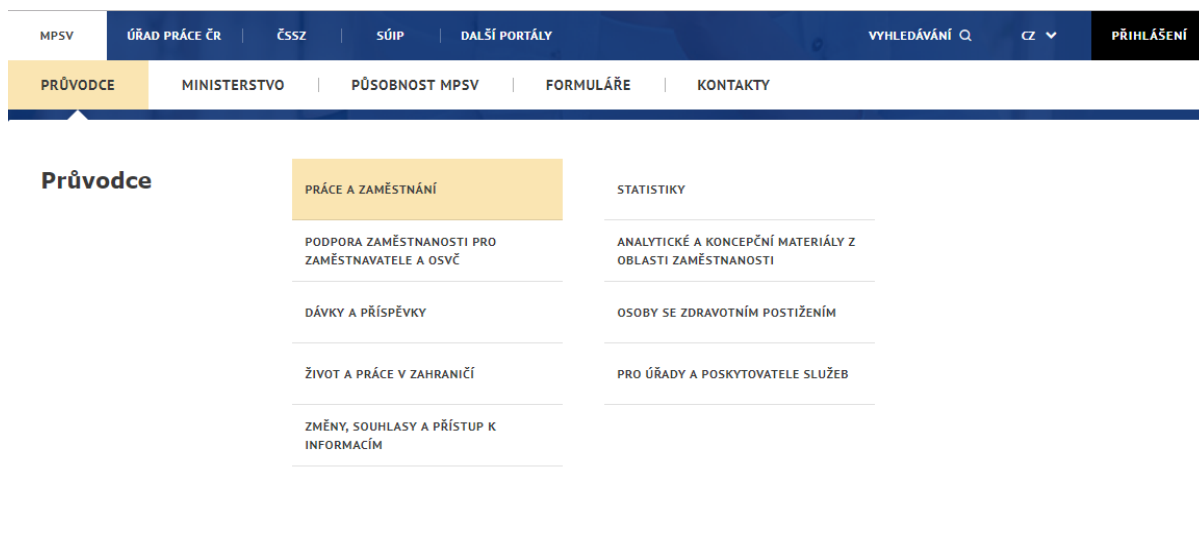 MPSV
ÚŘAD PRÁCE ČR
ČSSZ
SÚIP
DALŠÍ PORTÁLY
VYHLEDÁVÁNÍ
CZ
PŘIHLÁŠENÍ
PRŮVODCE
MINISTERSTVO
PŮSOBNOST MPSV
FORMULÁŘE
KONTAKTY
Průvodce
PRÁCE A ZAMĚSTNÁNÍ
PODPORA ZAMĚSTNANOSTI PRO
ZAMĚSTNAVATELE A OSVČ
DÁVKY A PŘÍSPĚVKY
ŽIVOT A PRÁCE V ZAHRANIČÍ
ZMĚNY, SOUHLASY A PŘÍSTUP K
INFORMACÍM
STATISTIKY
ANALYTICKÉ A KONCEPČNÍ MATERIÁLY Z
OBLASTI ZAMĚSTNANOSTI
OSOBY SE ZDRAVOTNÍM POSTIŽENÍM
PRO ÚŘADY A POSKYTOVATELE SLUŽEB